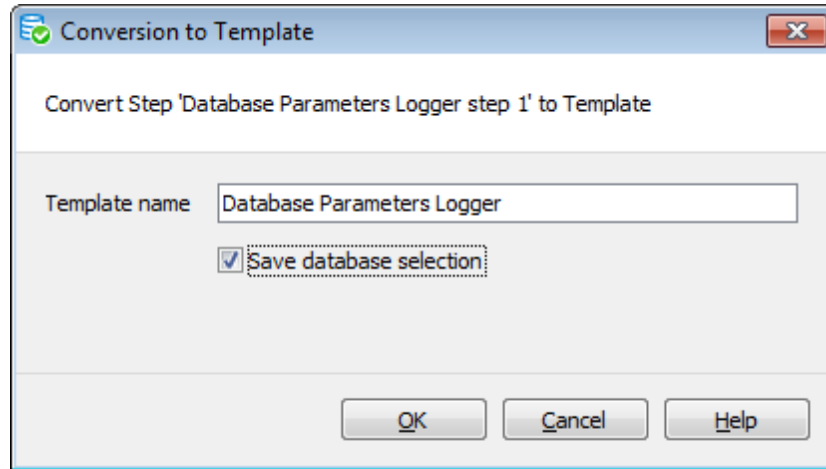 Conversion to Template
Convert Step 'Database Parameters Logger step 1' to Template
Template name Database Parameters Logger
Save database selection
OK Cancel Help